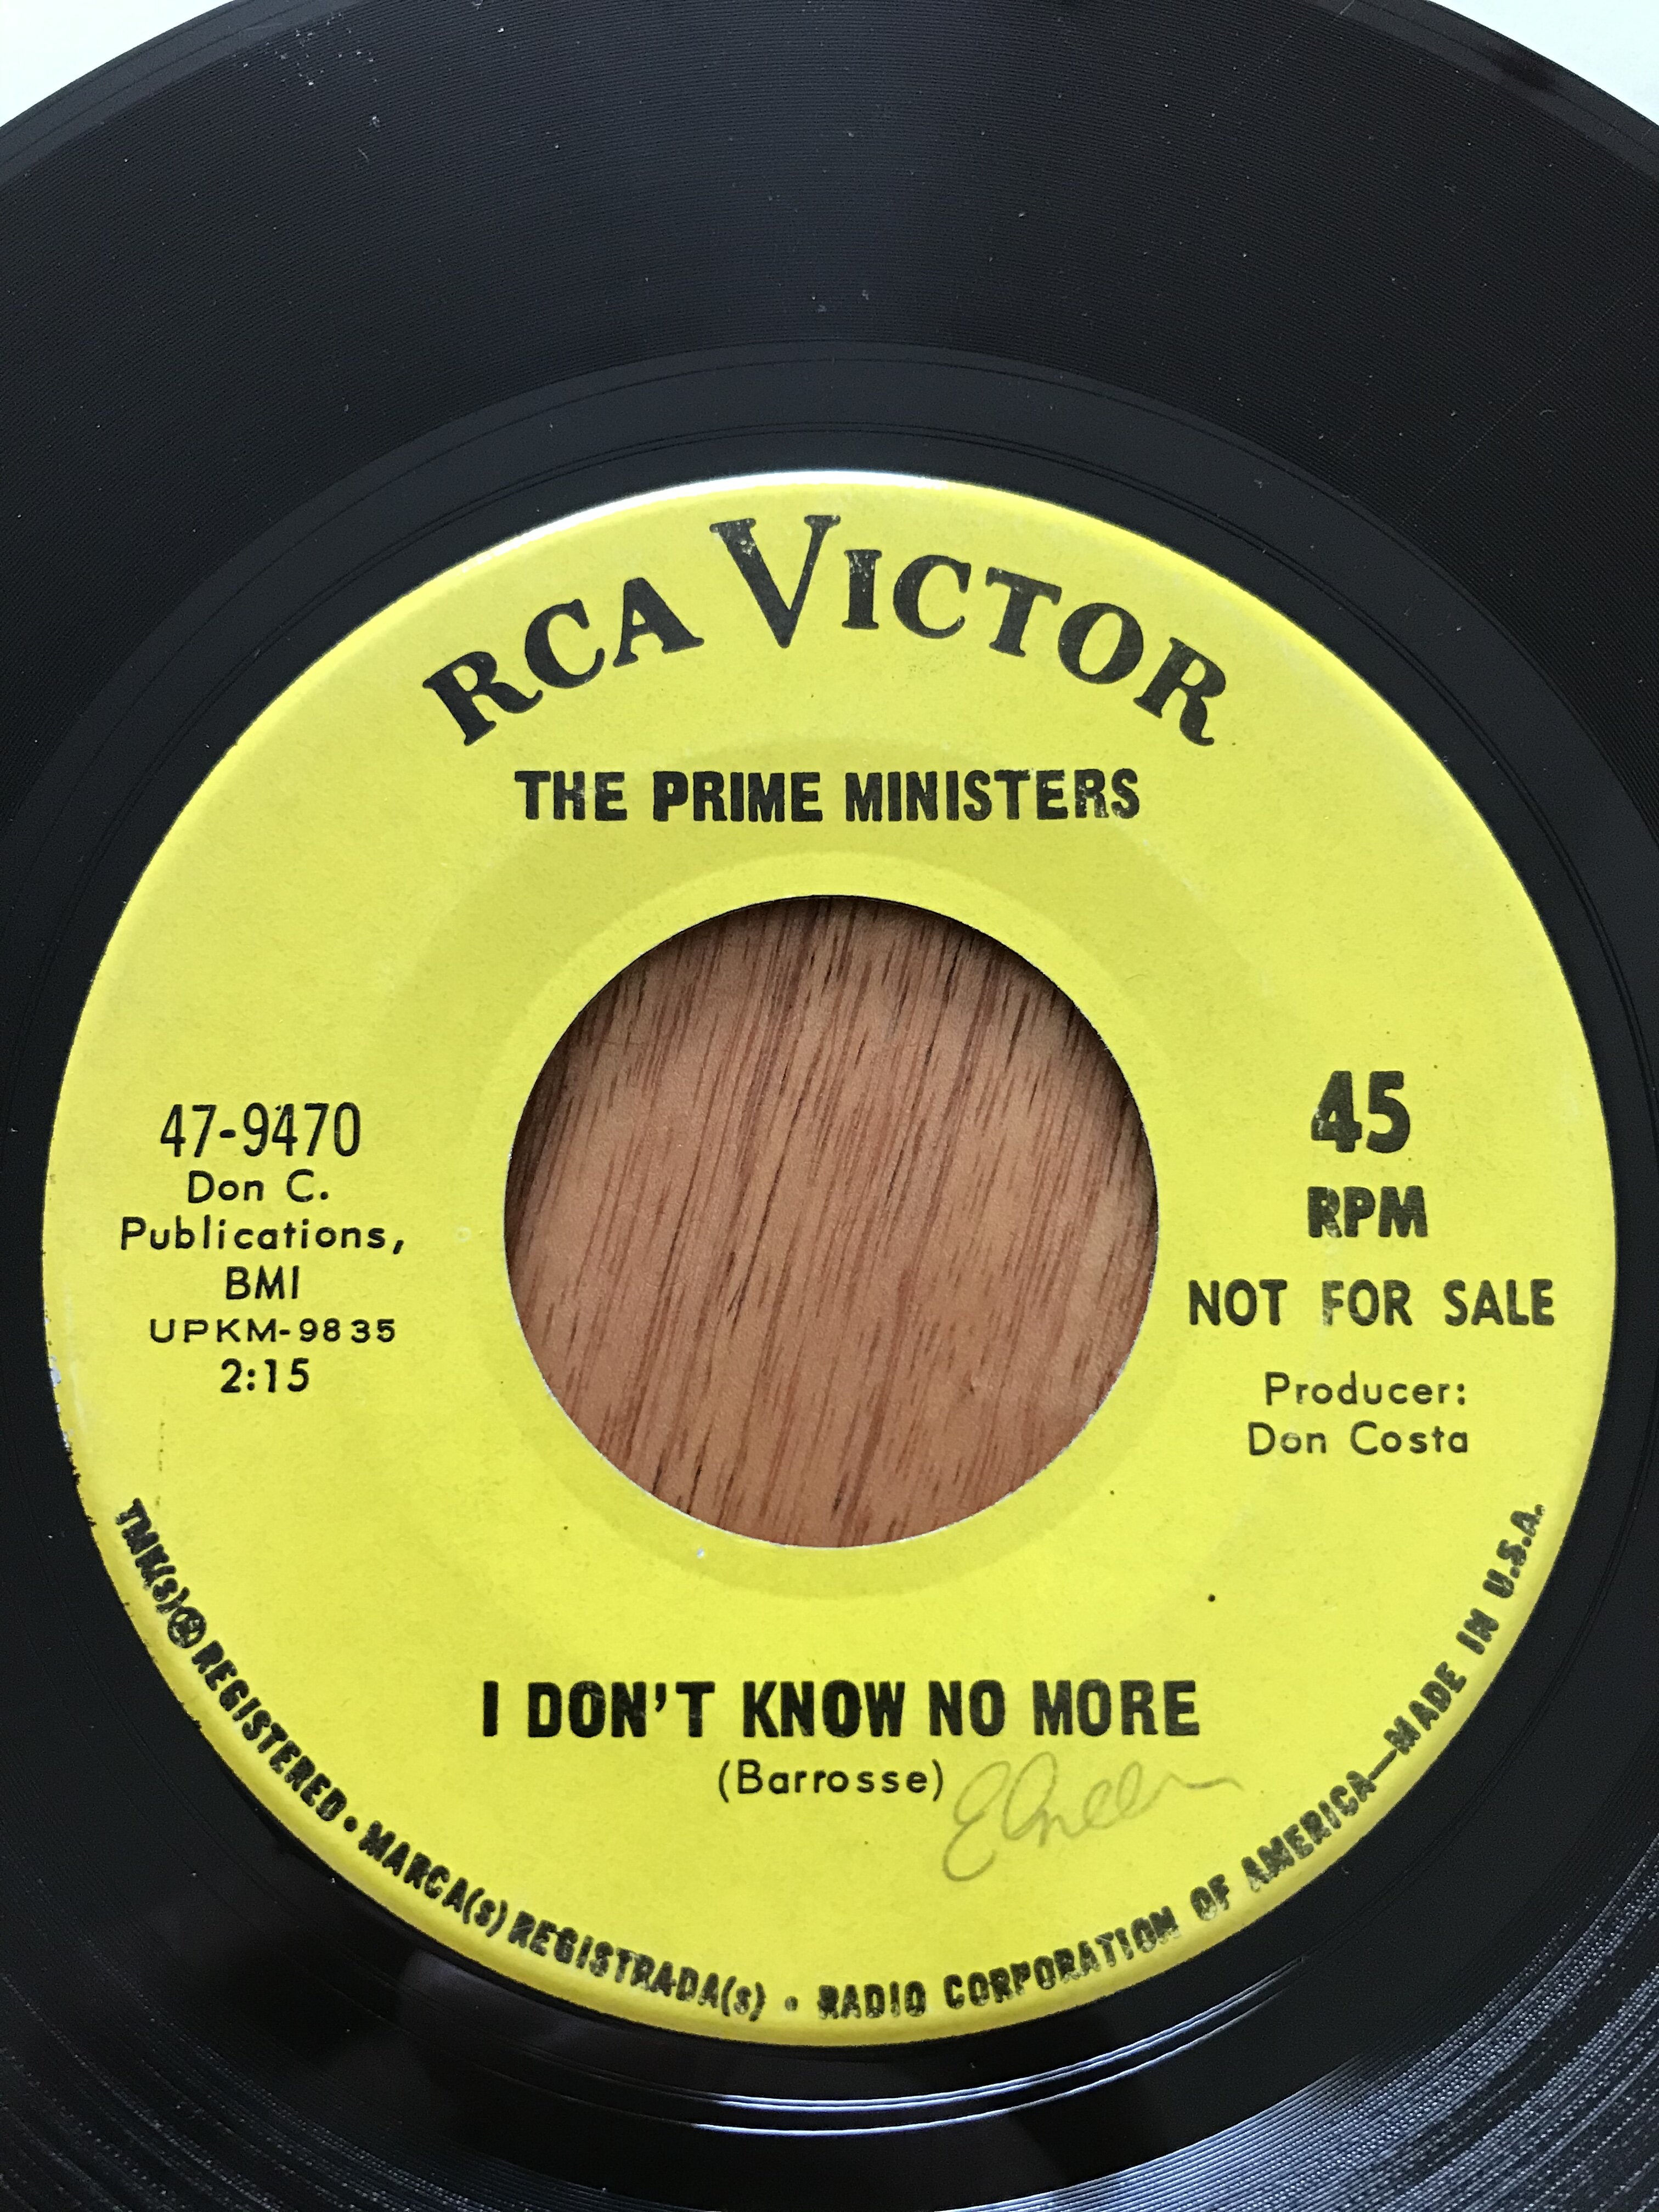 RCA VICTOR
THE PRIME MINISTERS
47-9470
Don C.
Publications,
BMI
UPKM-9835
2:15
45
RPM
NOT FOR SALE
Producer:
Don Costa
I DON'T KNOW NO MORE
(Barrosse)
TMK(s) ® REGISTERED • MARCA(s) REGISTRADA(s) • RADIO CORPORATION OF AMERICA—MADE IN U.S.A.